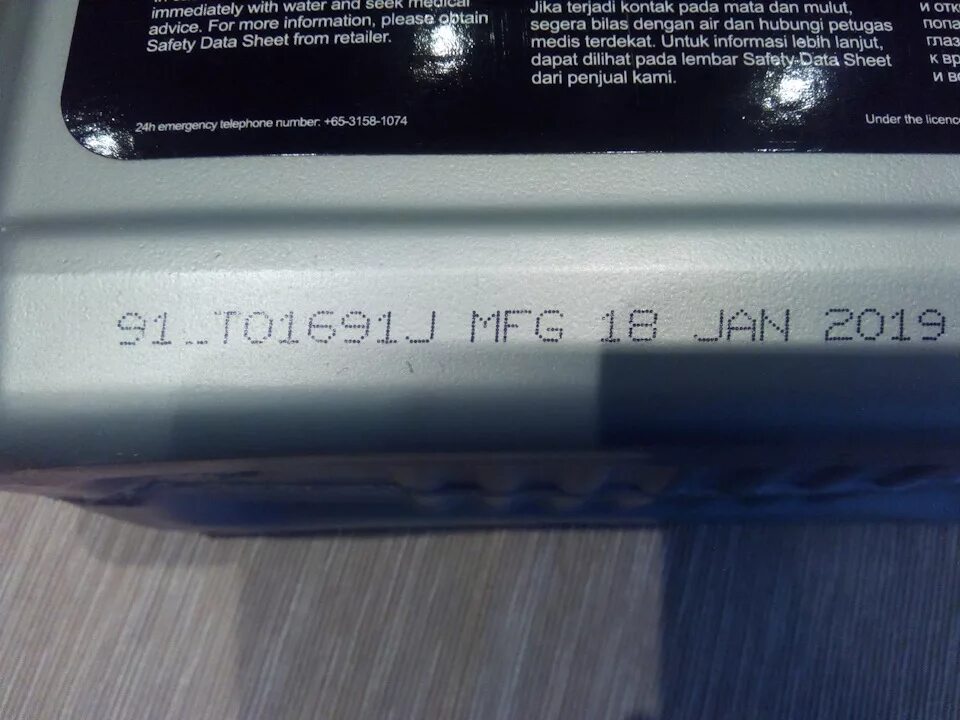 immediately with water and seek medical
advice. For more information, please obtain
Safety Data Sheet from retailer.
Jika terjadi kontak pada mata dan mulut,
segera bilas dengan air dan hubungi petugas
medis terdekat. Untuk informasi lebih lanjut,
dapat dilihat pada lembar Safety Data Sheet
dari penjual kami.
и
к
и
24h emergency telephone number: +65-3158-1074
Under the licence
91_T01691J MFG 18 JAN 2019